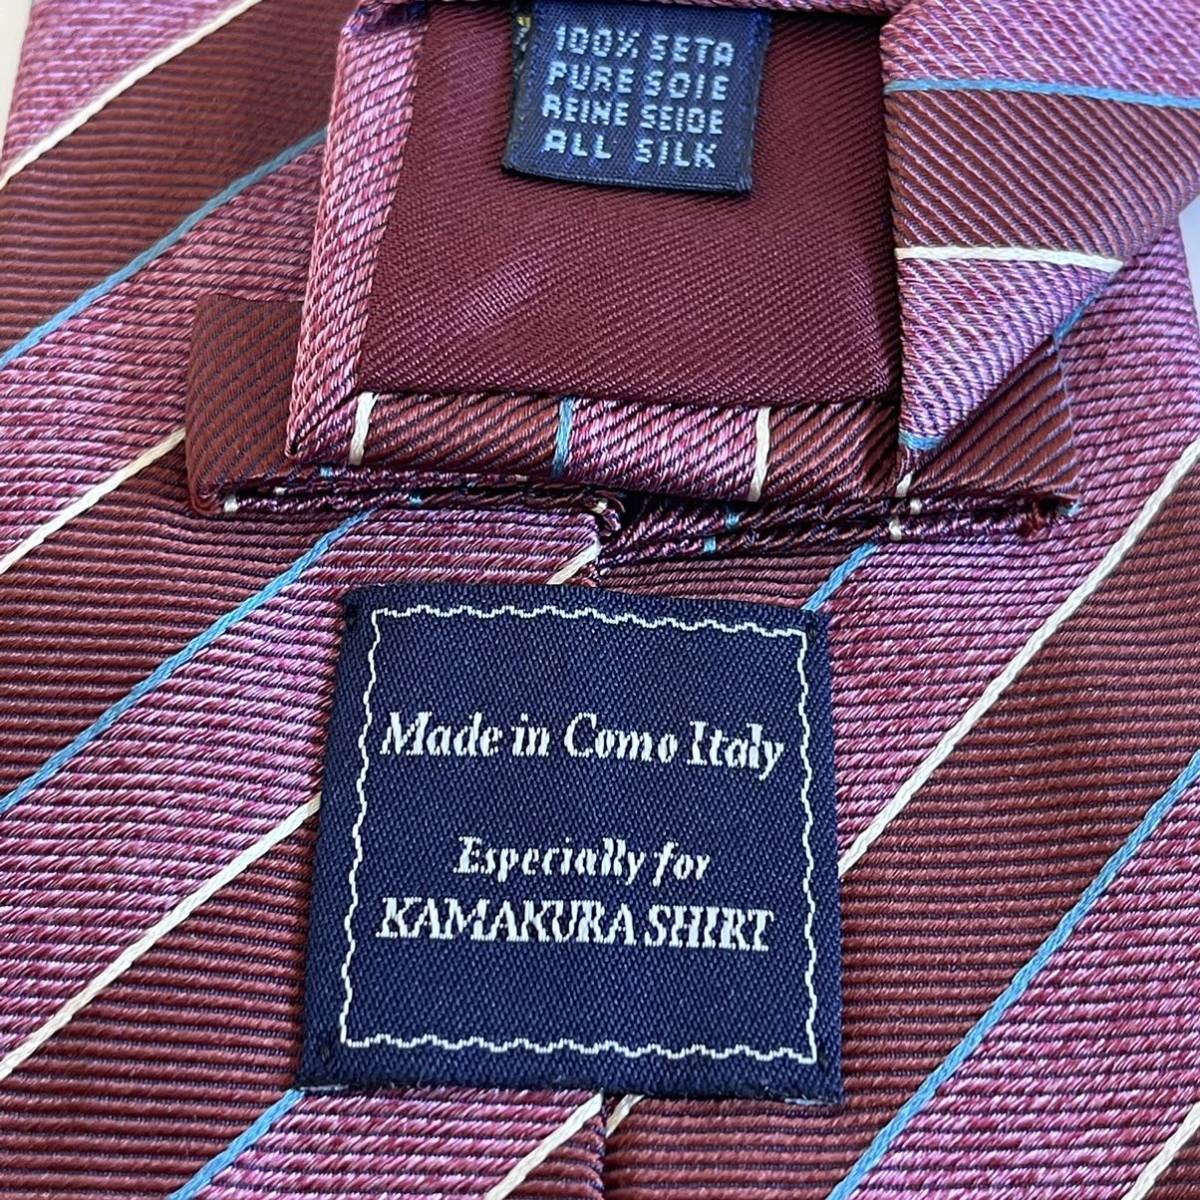 100% SETA
PURE SOIE
REINE SEIDE
ALL SILK
Made in Como Italy
Especially for
KAMAKURA SHIRT